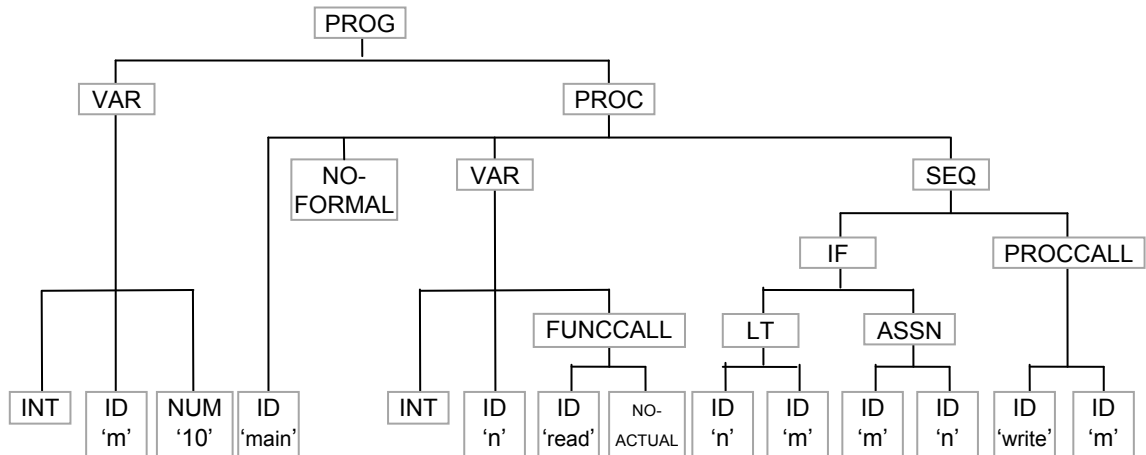 PROG
VAR
PROC
NO-
FORMAL
VAR
SEQ
IF
PROCCALL
FUNCCALL
LT
ASSN
INT
ID
‘m’
NUM
‘10’
ID
‘main’
INT
ID
‘n’
ID
‘read’
NO-
ACTUAL
ID
‘n’
ID
‘m’
ID
‘m’
ID
‘n’
ID
‘write’
ID
‘m’